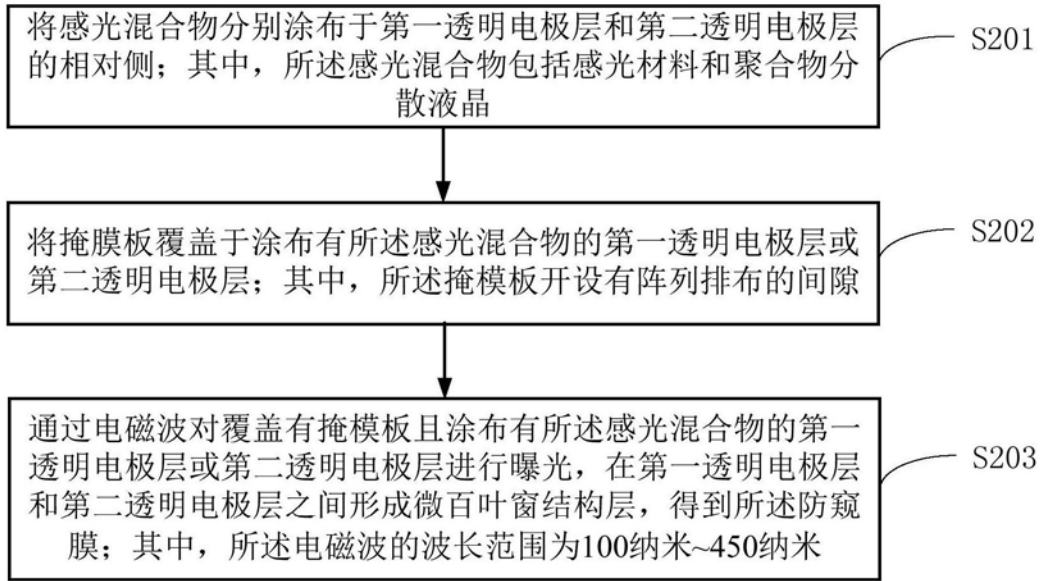 将感光混合物分别涂布于第一透明电极层和第二透明电极层
的相对侧；其中，所述感光混合物包括感光材料和聚合物分
散液晶
S201
将掩膜板覆盖于涂布有所述感光混合物的第一透明电极层或
第二透明电极层；其中，所述掩模板开设有阵列排布的间隙
S202
通过电磁波对覆盖有掩模板且涂布有所述感光混合物的第一
透明电极层或第二透明电极层进行曝光，在第一透明电极层
和第二透明电极层之间形成微百叶窗结构层，得到所述防窥
膜；其中，所述电磁波的波长范围为100纳米~450纳米
S203